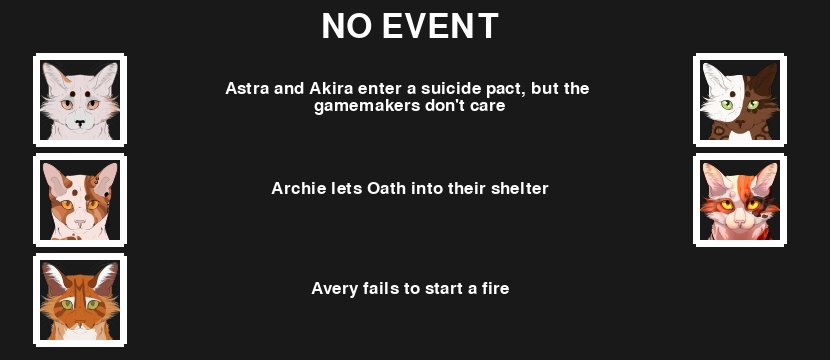 NO EVENT
Astra and Akira enter a suicide pact, but the
gamemakers don't care
Archie lets Oath into their shelter
Avery fails to start a fire